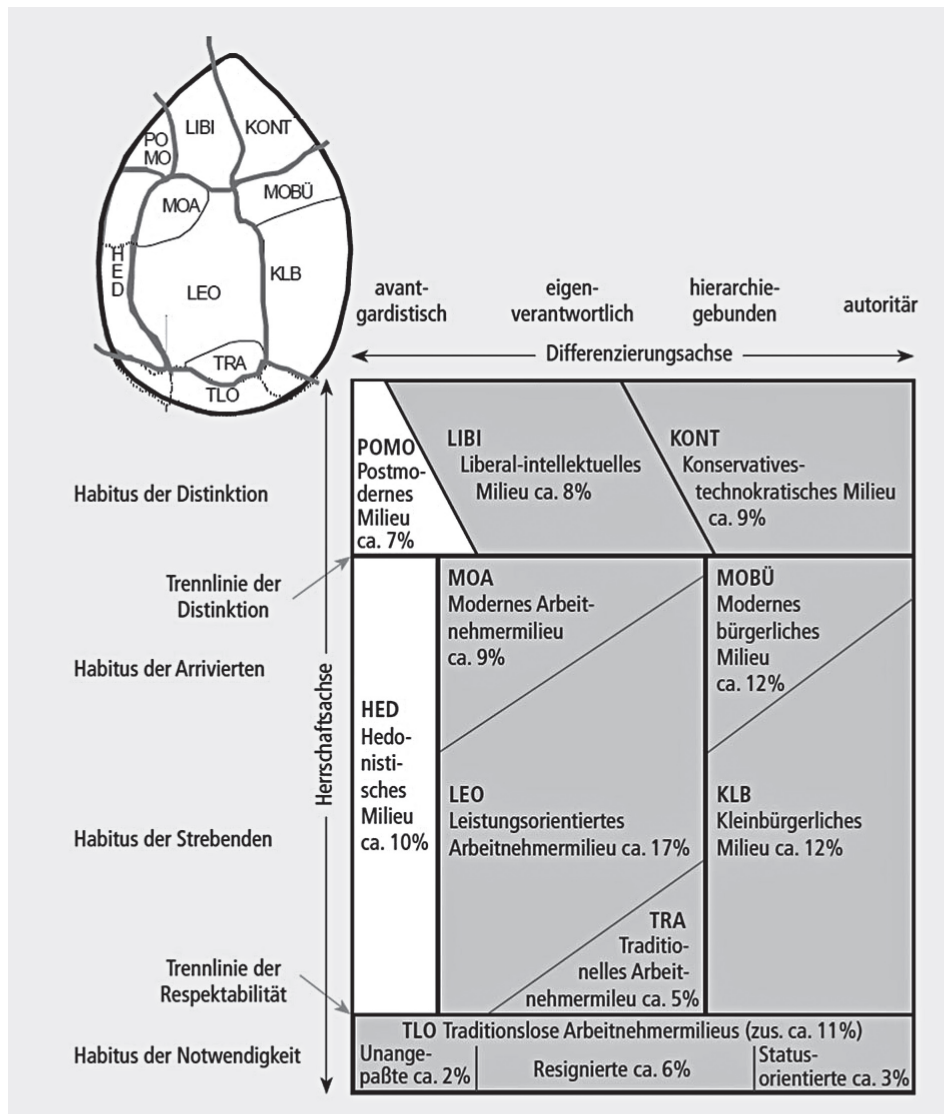 LIBI
KONT
PO
MO
MOA
MOBÜ
H
E
D
LEO
KLB
TRA
TLO
avant-
gardistisch
eigen-
verantwortlich
hierarchie-
gebunden
autoritär
Differenzierungsachse
Herrschaftsachse
Habitus der Distinktion
Trennlinie der
Distinktion
Habitus der Arrivierten
Habitus der Strebenden
Trennlinie der
Respektabilität
Habitus der Notwendigkeit
POMO
Postmo-
dernes
Milieu
ca. 7%
LIBI
Liberal-intellektuelles
Milieu ca. 8%
KONT
Konservatives-
technokratisches Milieu
ca. 9%
HED
Hedo-
nisti-
sches
Milieu
ca. 10%
MOA
Modernes Arbeit-
nehmermilieu
ca. 9%
MOBÜ
Modernes
bürgerliches
Milieu
ca. 12%
LEO
Leistungsorientiertes
Arbeitnehmermilieu ca. 17%
KLB
Kleinbürgerliches
Milieu ca. 12%
TRA
Traditio-
nelles Arbeit-
nehmermileu ca. 5%
TLO Traditionslose Arbeitnehmermilieus (zus. ca. 11%)
Unange-
paßte ca. 2%
Resignierte ca. 6%
Status-
orientierte ca. 3%